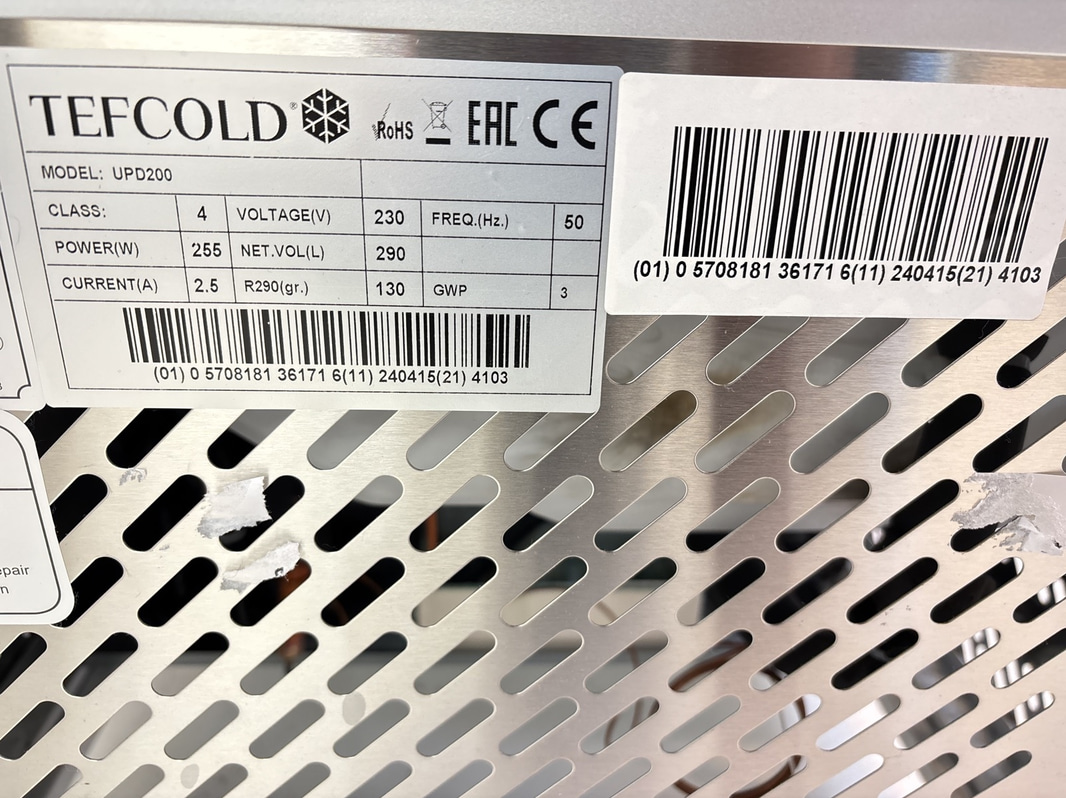 TEFCOLD® RoHS EAC CE
MODEL: UPD200
CLASS: 4 VOLTAGE(V) 230 FREQ.(Hz.) 50
POWER(W) 255 NET.VOL(L) 290
CURRENT(A) 2.5 R290(gr.) 130 GWP 3
(01) 0 5708181 36171 6(11) 240415(21) 4103
(01) 0 5708181 36171 6(11) 240415(21) 4103